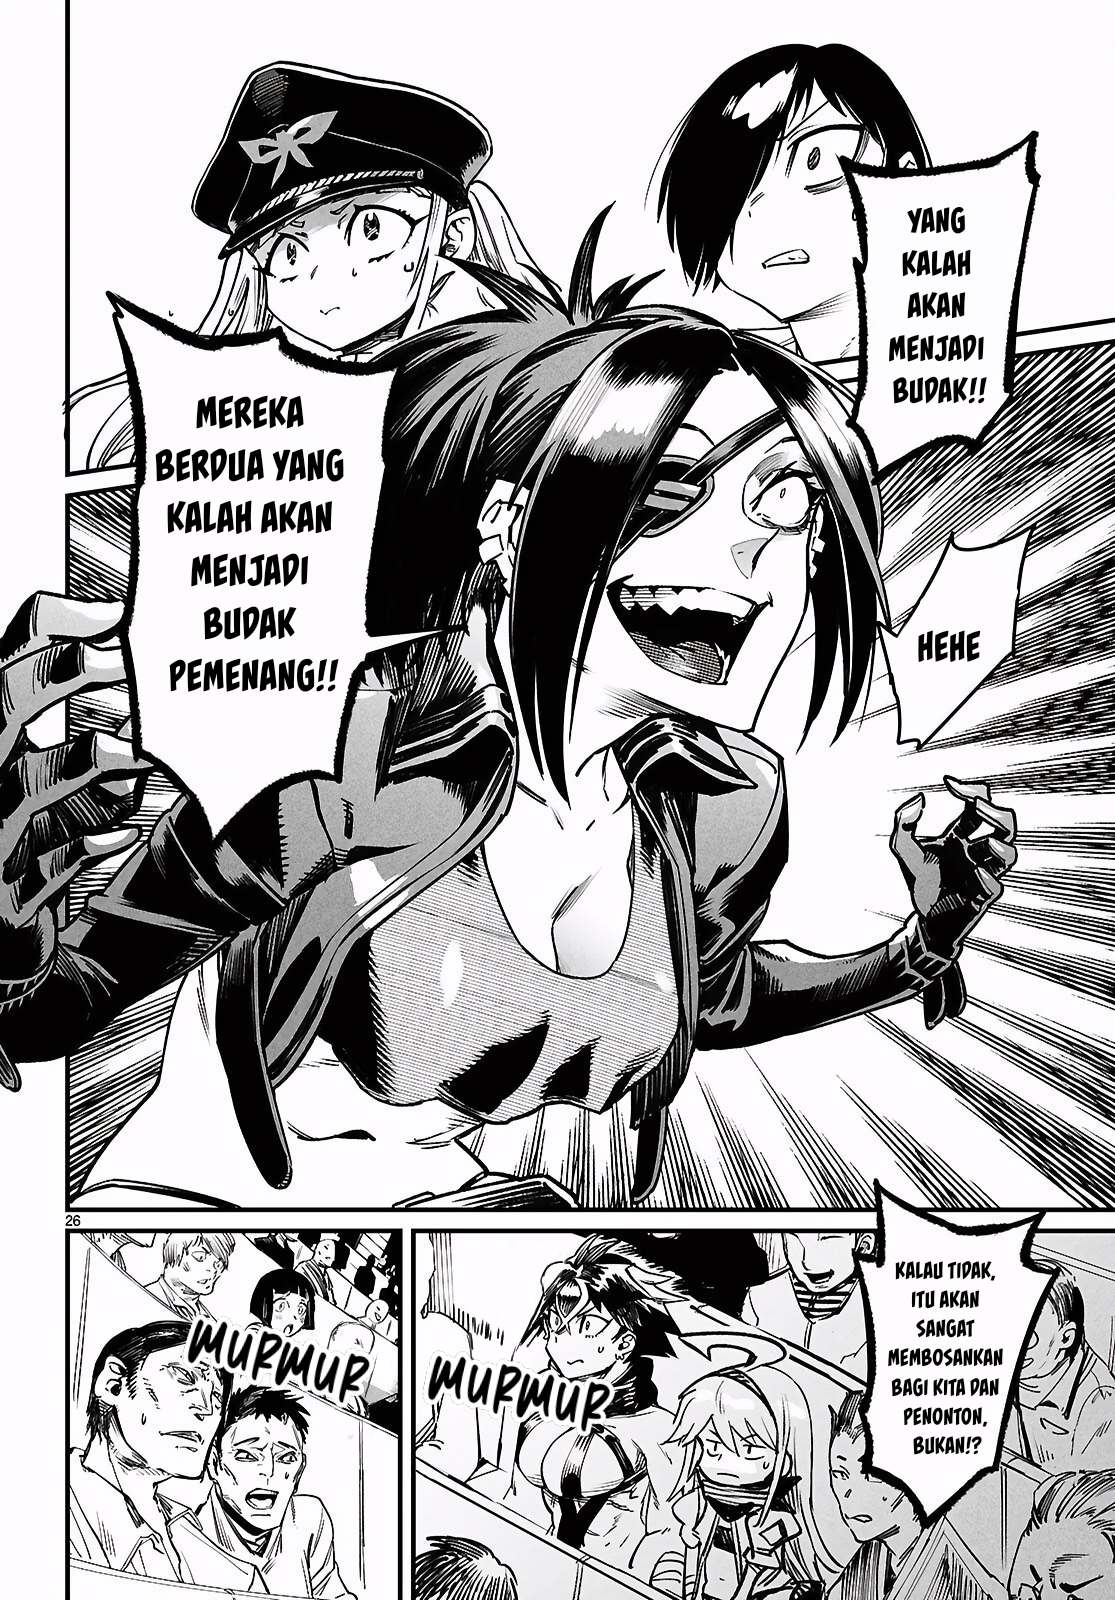 YANG
KALAH
AKAN
MENJADI
BUDAK!!
MEREKA
BERDUA YANG
KALAH AKAN
MENJADI
BUDAK
PEMENANG!!
HEHE
26
MURMUR
MURMUR
KALAU TIDAK,
ITU AKAN
SANGAT
MEMBOSANKAN
BAGI KITA DAN
PENONTON,
BUKAN!?